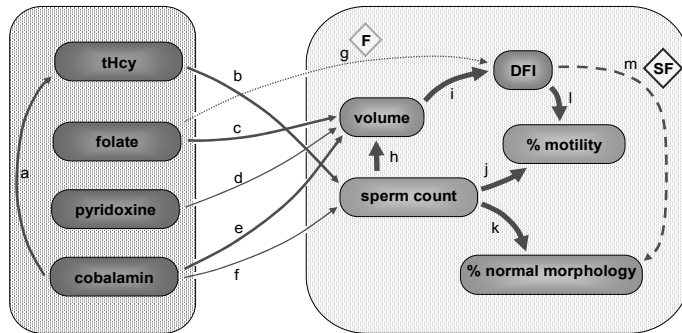 F
g
m
SF
tHcy
b
DFI
i
l
c
volume
folate
% motility
a
d
h
j
pyridoxine
sperm count
e
k
cobalamin
f
% normal morphology